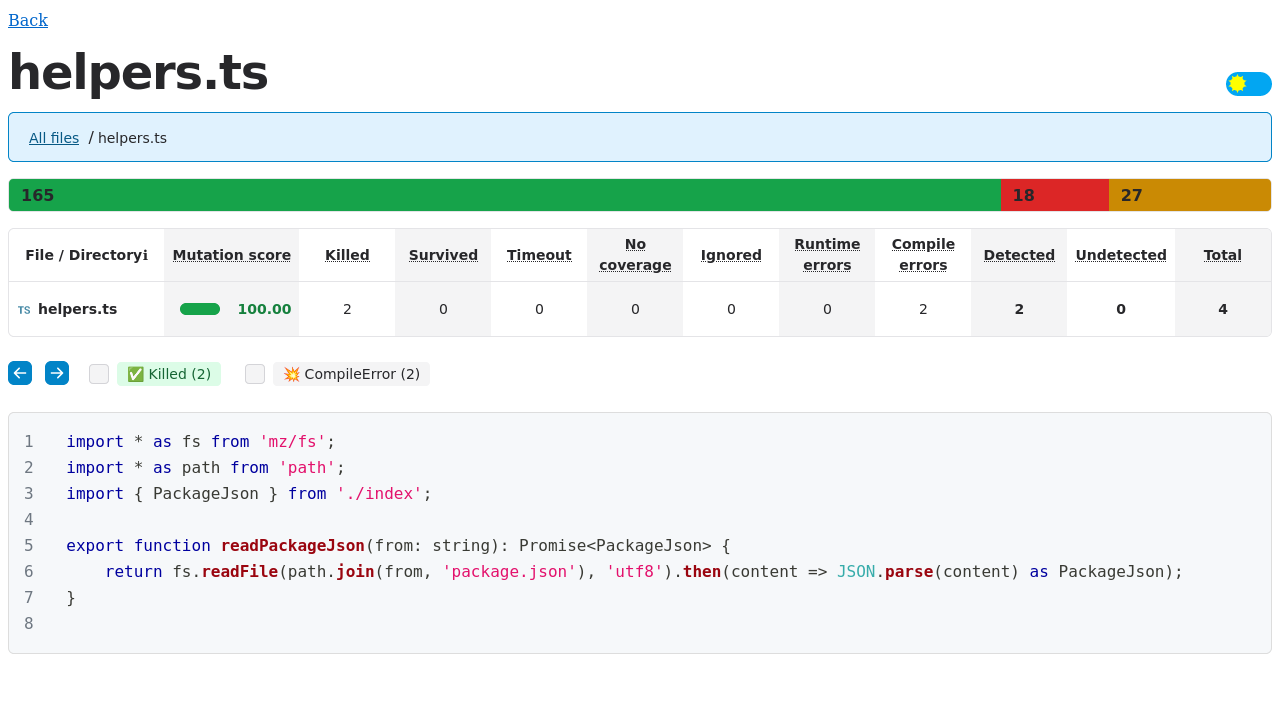 Back
helpers.ts
All files / helpers.ts
165 18 27
File / Directory ℹ Mutation score Killed Survived Timeout No coverage Ignored Runtime errors Compile errors Detected Undetected Total
TS helpers.ts 100.00 2 0 0 0 0 0 2 2 0 4
← → ✅ Killed (2) 💥 CompileError (2)
1 import * as fs from 'mz/fs';
2 import * as path from 'path';
3 import { PackageJson } from './index';
4
5 export function readPackageJson(from: string): Promise<PackageJson> {
6     return fs.readFile(path.join(from, 'package.json'), 'utf8').then(content => JSON.parse(content) as PackageJson);
7 }
8